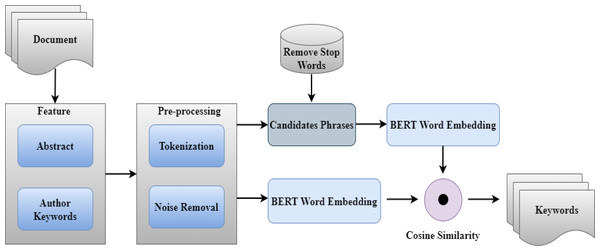 Document
Feature
Abstract
Author
Keywords
Pre-processing
Tokenization
Noise Removal
Remove Stop
Words
Candidates Phrases
BERT Word Embedding
BERT Word Embedding
Cosine Similarity
Keywords